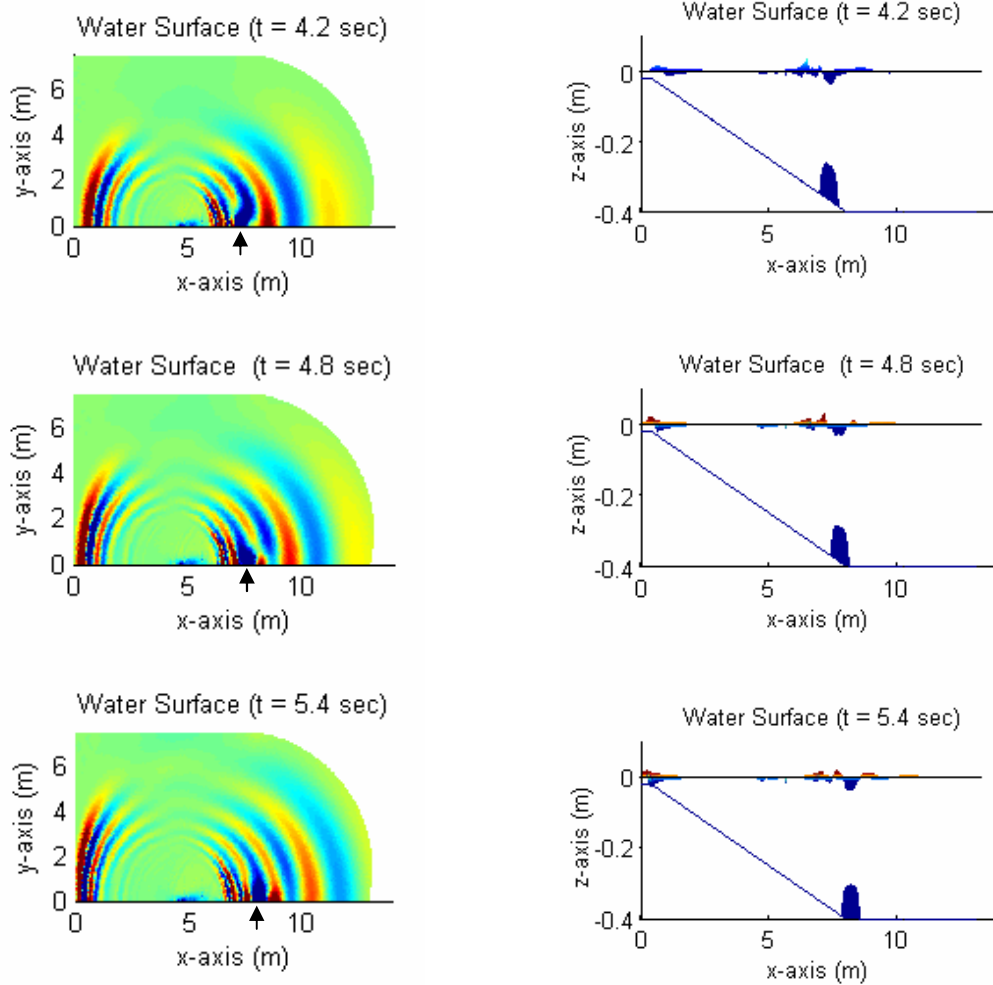 Water Surface (t = 4.2 sec)
6
4
2
0
y-axis (m)
0 5 10
x-axis (m)
Water Surface (t = 4.2 sec)
0
-0.2
-0.4
z-axis (m)
0 5 10
x-axis (m)
Water Surface (t = 4.8 sec)
6
4
2
0
y-axis (m)
0 5 10
x-axis (m)
Water Surface (t = 4.8 sec)
0
-0.2
-0.4
z-axis (m)
0 5 10
x-axis (m)
Water Surface (t = 5.4 sec)
6
4
2
0
y-axis (m)
0 5 10
x-axis (m)
Water Surface (t = 5.4 sec)
0
-0.2
-0.4
z-axis (m)
0 5 10
x-axis (m)